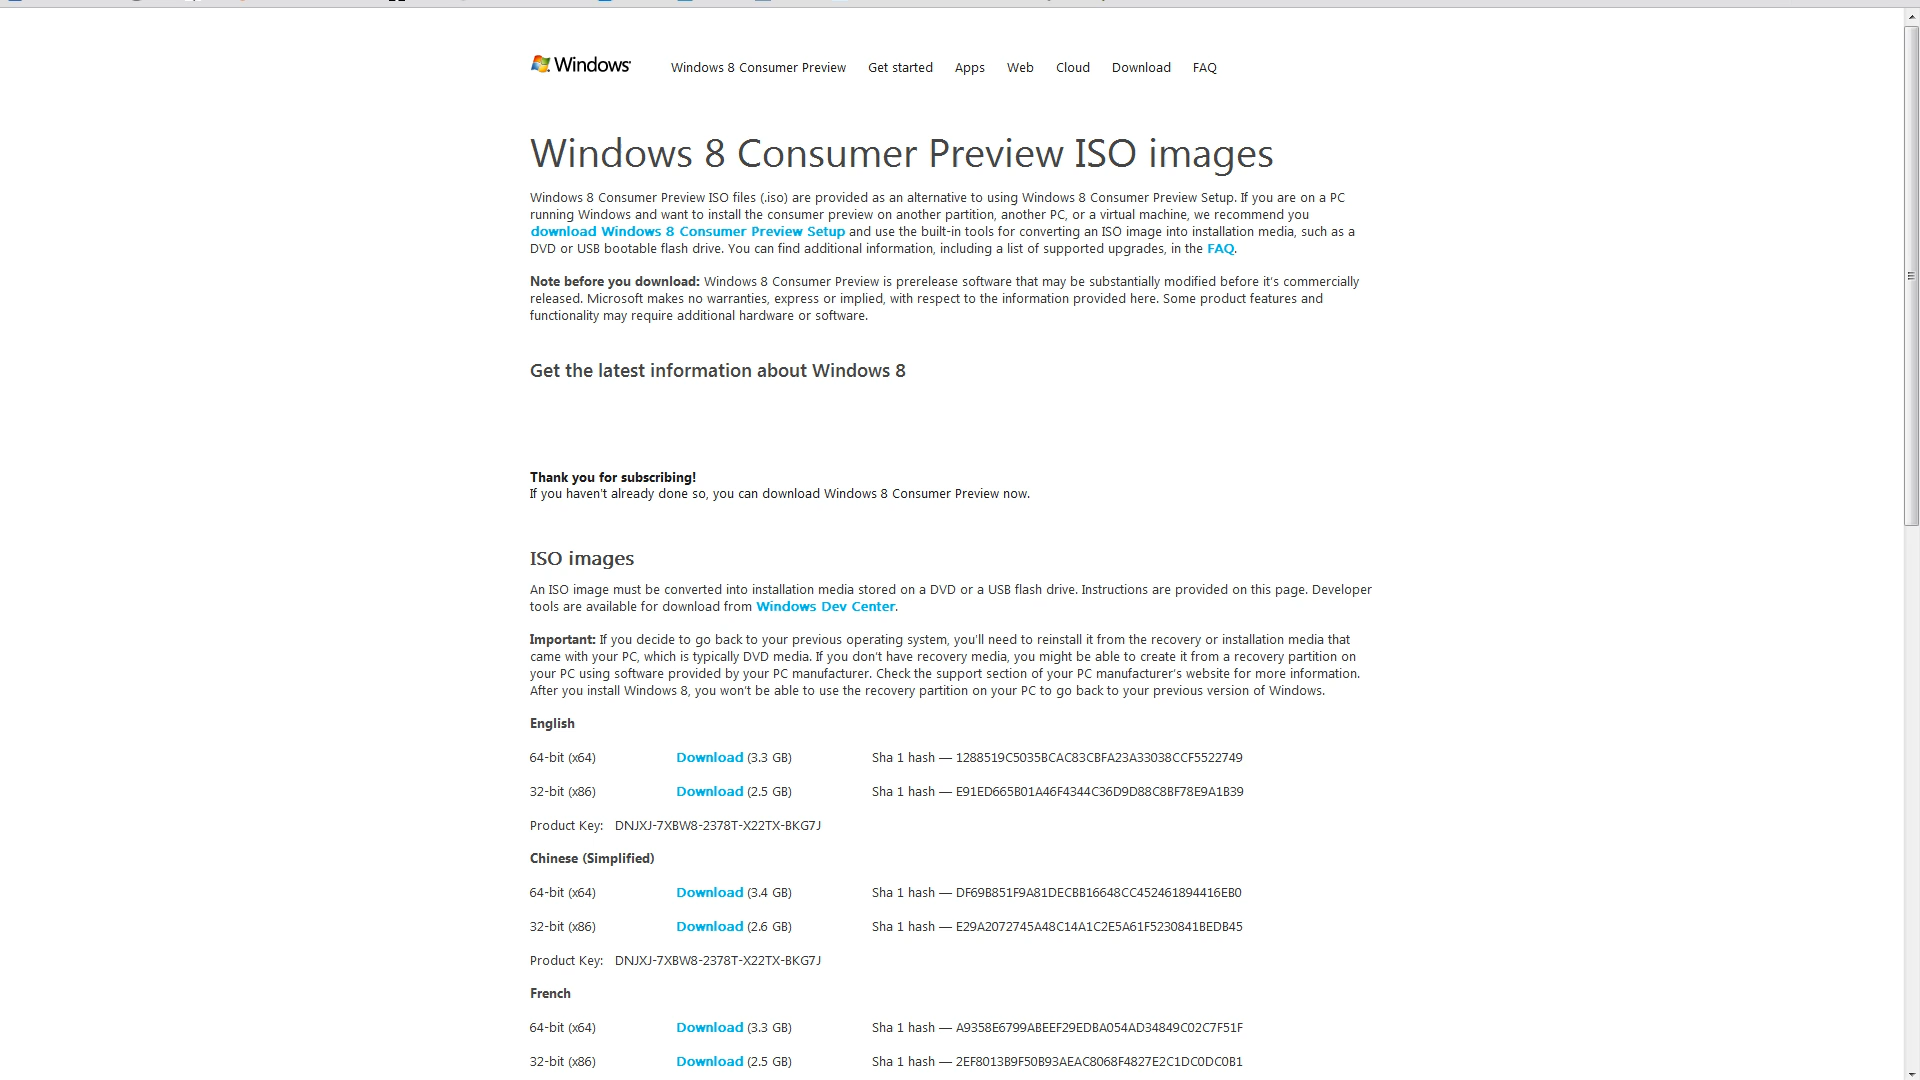 Windows
Windows 8 Consumer Preview Get started Apps Web Cloud Download FAQ
Windows 8 Consumer Preview ISO images
Windows 8 Consumer Preview ISO files (.iso) are provided as an alternative to using Windows 8 Consumer Preview Setup. If you are on a PC
running Windows and want to install the consumer preview on another partition, another PC, or a virtual machine, we recommend you
download Windows 8 Consumer Preview Setup and use the built-in tools for converting an ISO image into installation media, such as a
DVD or USB bootable flash drive. You can find additional information, including a list of supported upgrades, in the FAQ.
Note before you download: Windows 8 Consumer Preview is prerelease software that may be substantially modified before it's commercially
released. Microsoft makes no warranties, express or implied, with respect to the information provided here. Some product features and
functionality may require additional hardware or software.
Get the latest information about Windows 8
Thank you for subscribing!
If you haven't already done so, you can download Windows 8 Consumer Preview now.
ISO images
An ISO image must be converted into installation media stored on a DVD or a USB flash drive. Instructions are provided on this page. Developer
tools are available for download from Windows Dev Center.
Important: If you decide to go back to your previous operating system, you'll need to reinstall it from the recovery or installation media that
came with your PC, which is typically DVD media. If you don't have recovery media, you might be able to create it from a recovery partition on
your PC using software provided by your PC manufacturer. Check the support section of your PC manufacturer's website for more information.
After you install Windows 8, you won't be able to use the recovery partition on your PC to go back to your previous version of Windows.
English
64-bit (x64) Download (3.3 GB) Sha 1 hash — 1288519C5035BCAC83CBFA23A33038CCF5522749
32-bit (x86) Download (2.5 GB) Sha 1 hash — E91ED665B01A46F4344C36D9D88C8BF78E9A1B39
Product Key: DNJXJ-7XBW8-2378T-X22TX-BKG7J
Chinese (Simplified)
64-bit (x64) Download (3.4 GB) Sha 1 hash — DF69B851F9A81DECBB16648CC452461894416EB0
32-bit (x86) Download (2.6 GB) Sha 1 hash — E29A2072745A48C14A1C2E5A61F5230841BEDB45
Product Key: DNJXJ-7XBW8-2378T-X22TX-BKG7J
French
64-bit (x64) Download (3.3 GB) Sha 1 hash — A9358E6799ABEEF29EDBA054AD34849C02C7F51F
32-bit (x86) Download (2.5 GB) Sha 1 hash — 2EF8013B9F50B93AEAC8068F4827E2C1DC0DC0B1